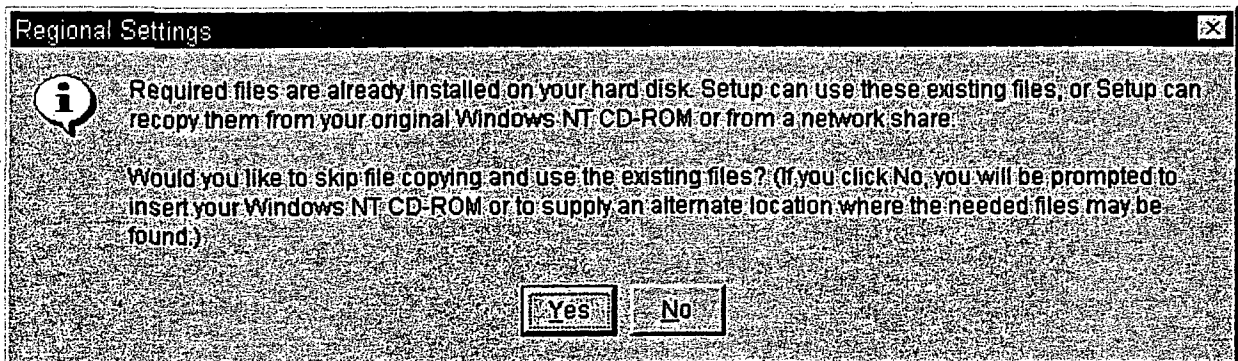 Regional Settings
Required files are already installed on your hard disk. Setup can use these existing files, or Setup can
recopy them from your original Windows NT CD-ROM or from a network share.
Would you like to skip file copying and use the existing files? (If you click No, you will be prompted to
insert your Windows NT CD-ROM or to supply an alternate location where the needed files may be
found.)
Yes No